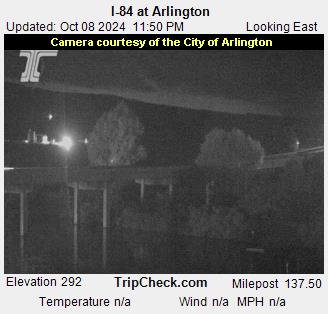 I-84 at Arlington
Updated: Oct 08 2024 11:50 PM Looking East
Camera courtesy of the City of Arlington
Elevation 292 TripCheck.com Milepost 137.50
Temperature n/a Wind n/a MPH n/a